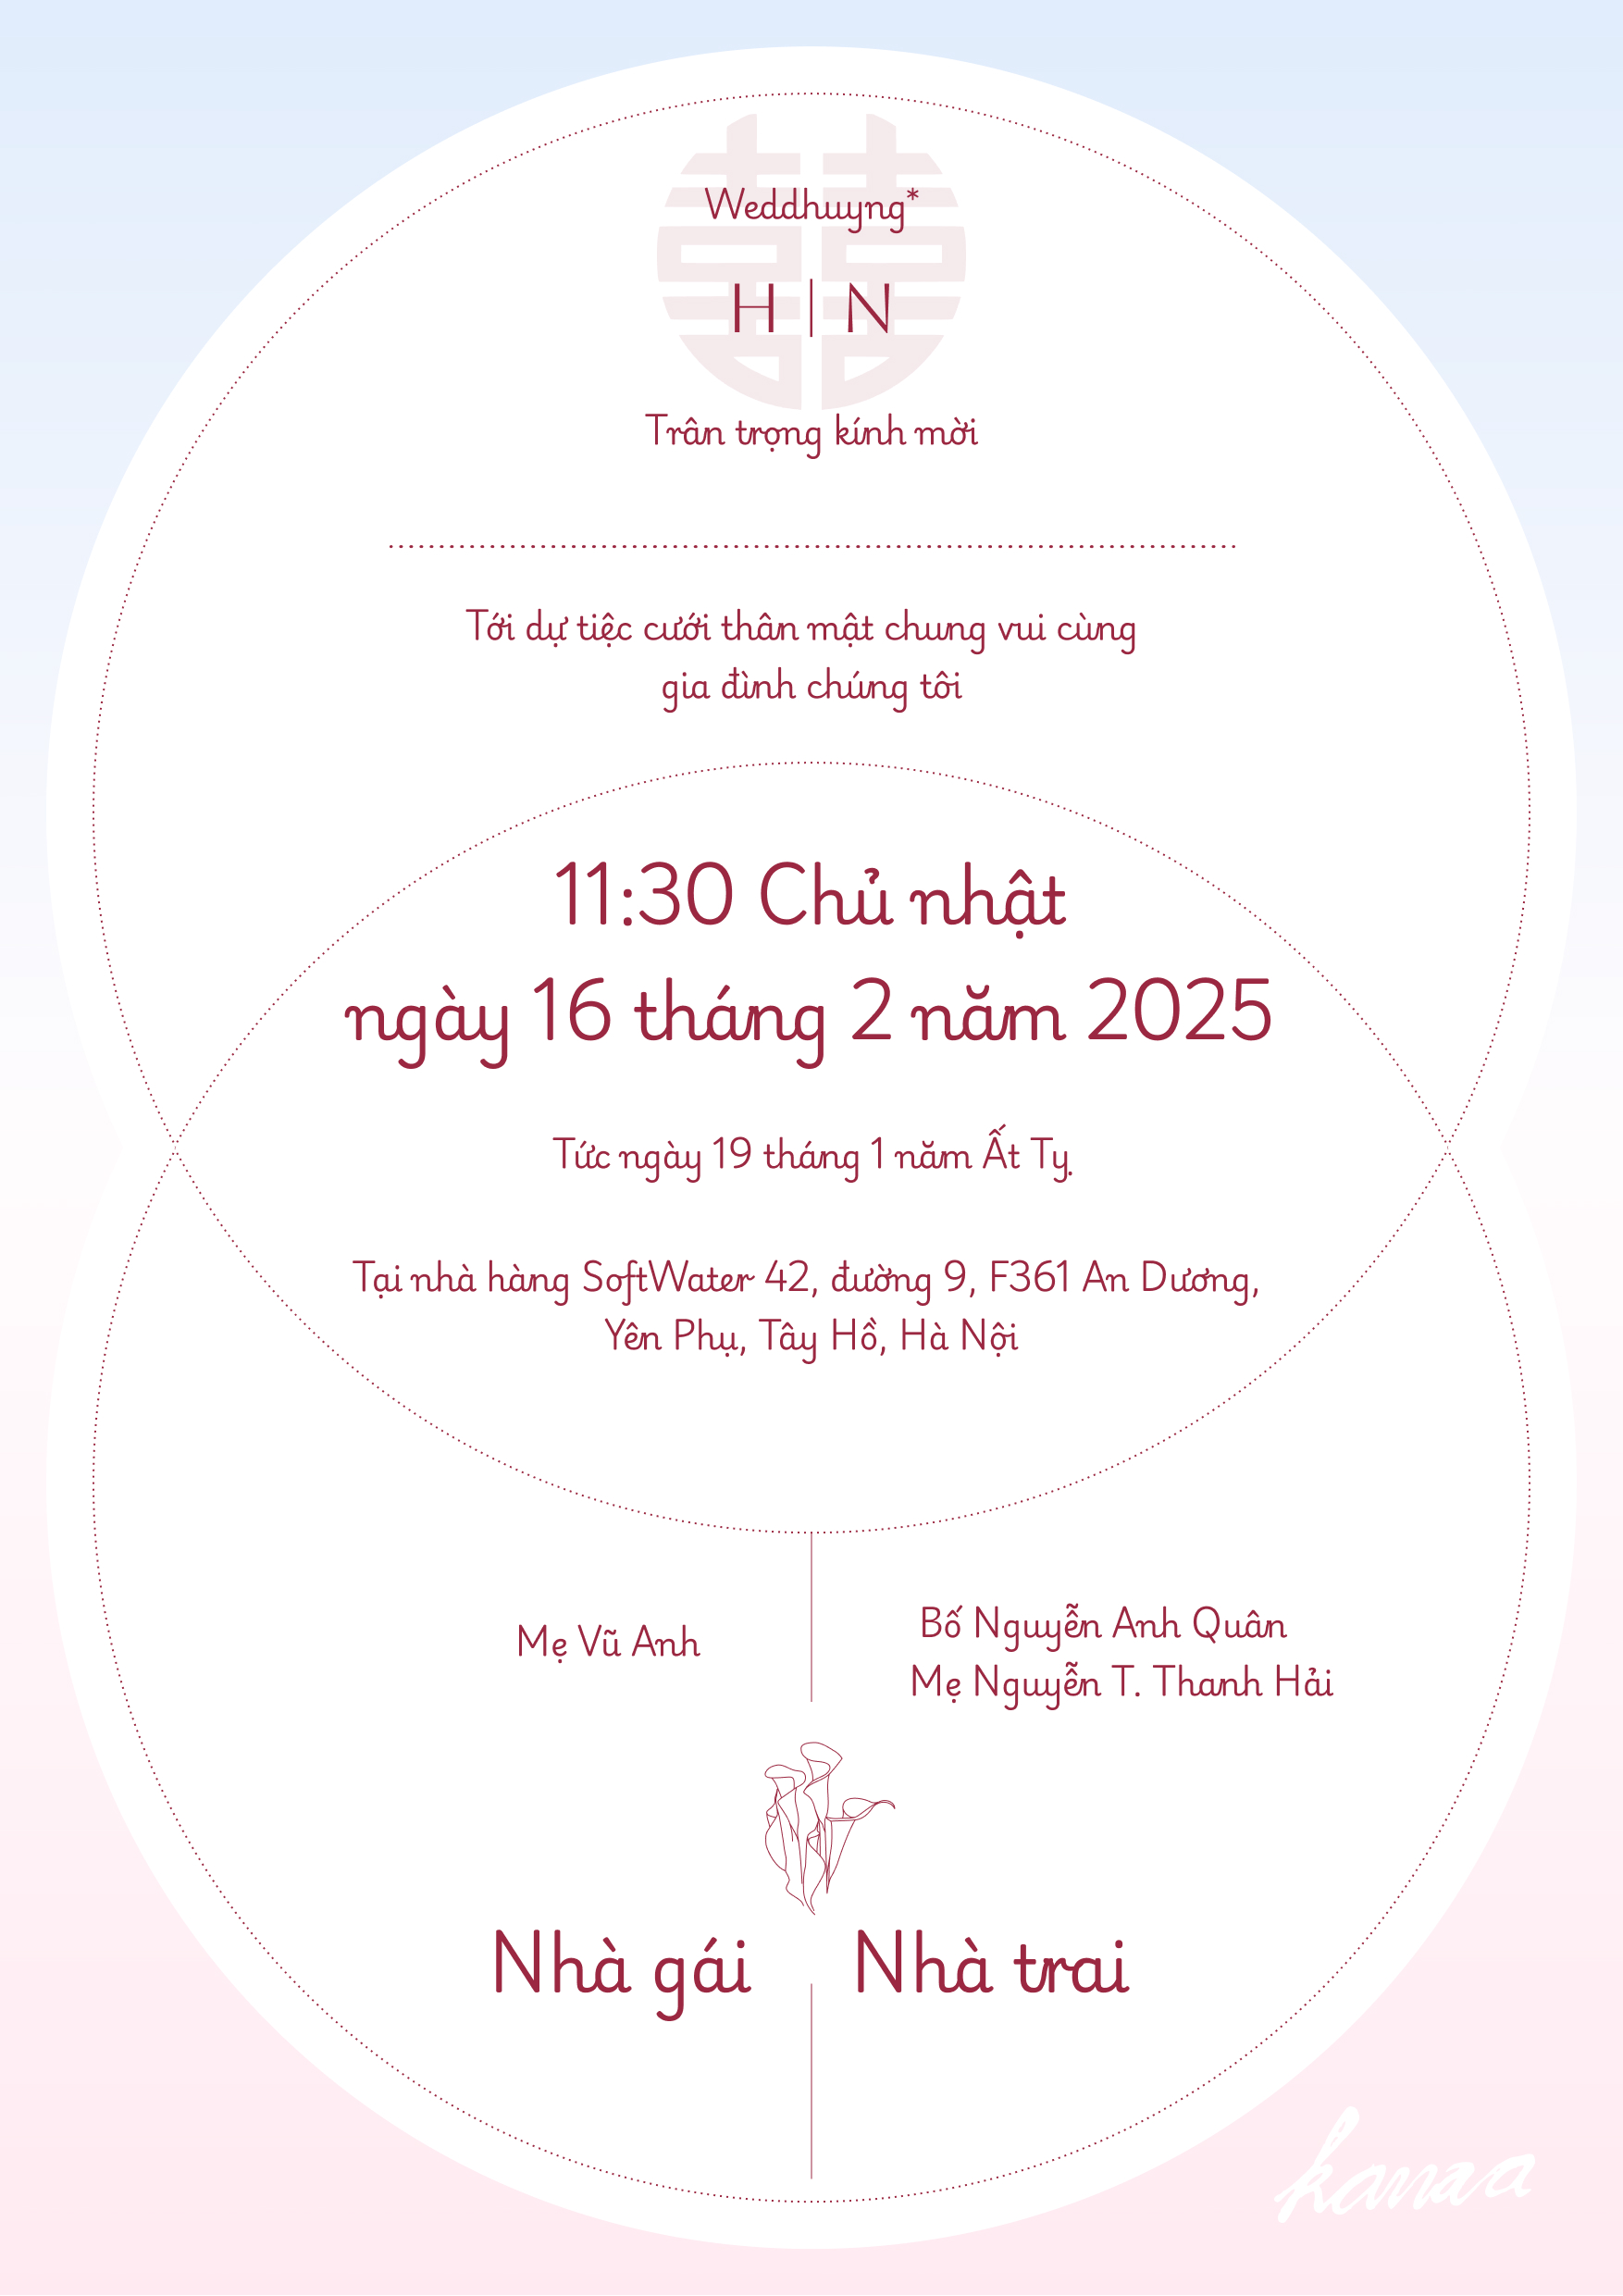 Weddhuyng*
H | N
Trân trọng kính mời
Tới dự tiệc cưới thân mật chung vui cùng
gia đình chúng tôi
11:30 Chủ nhật
ngày 16 tháng 2 năm 2025
Tức ngày 19 tháng 1 năm Ất Tỵ
Tại nhà hàng SoftWater 42, đường 9, F361 An Dương,
Yên Phụ, Tây Hồ, Hà Nội
Mẹ Vũ Anh
Bố Nguyễn Anh Quân
Mẹ Nguyễn T. Thanh Hải
Nhà gái
Nhà trai